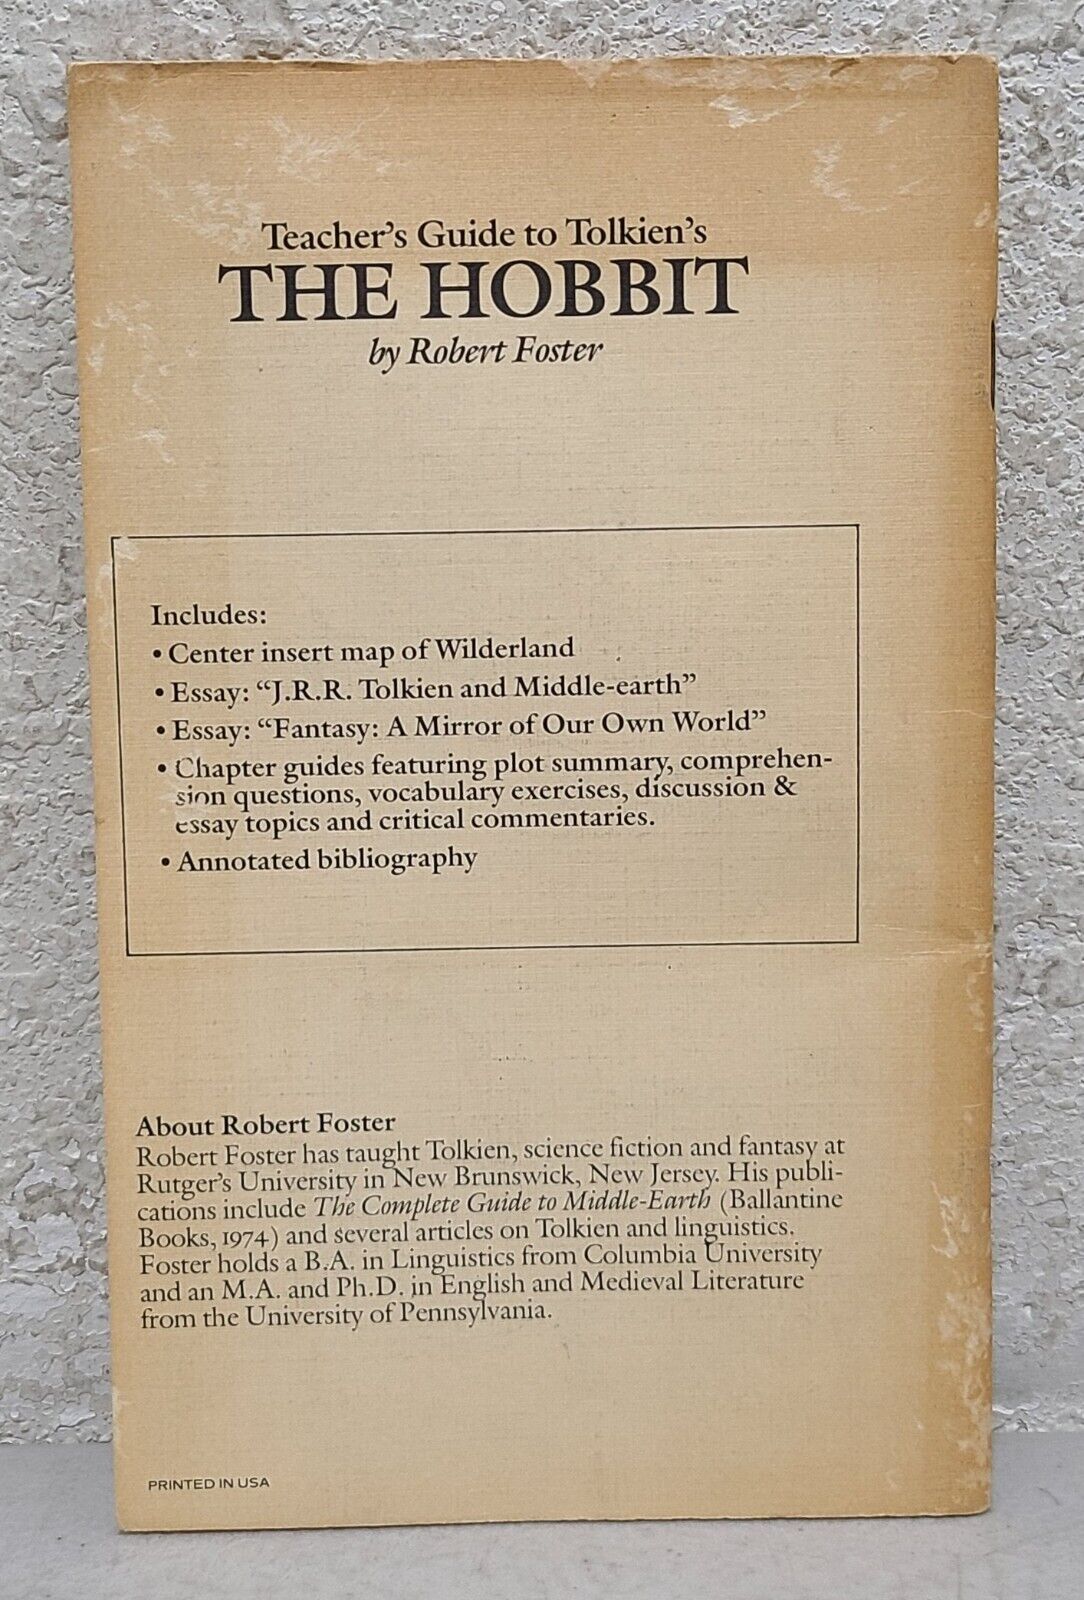 Teacher's Guide to Tolkien's
THE HOBBIT
by Robert Foster
Includes:
• Center insert map of Wilderland
• Essay: “J.R.R. Tolkien and Middle-earth”
• Essay: “Fantasy: A Mirror of Our Own World”
• Chapter guides featuring plot summary, comprehen-
sion questions, vocabulary exercises, discussion &
essay topics and critical commentaries.
• Annotated bibliography
About Robert Foster
Robert Foster has taught Tolkien, science fiction and fantasy at
Rutger's University in New Brunswick, New Jersey. His publi-
cations include The Complete Guide to Middle-Earth (Ballantine
Books, 1974) and several articles on Tolkien and linguistics.
Foster holds a B.A. in Linguistics from Columbia University
and an M.A. and Ph.D. in English and Medieval Literature
from the University of Pennsylvania.
PRINTED IN USA